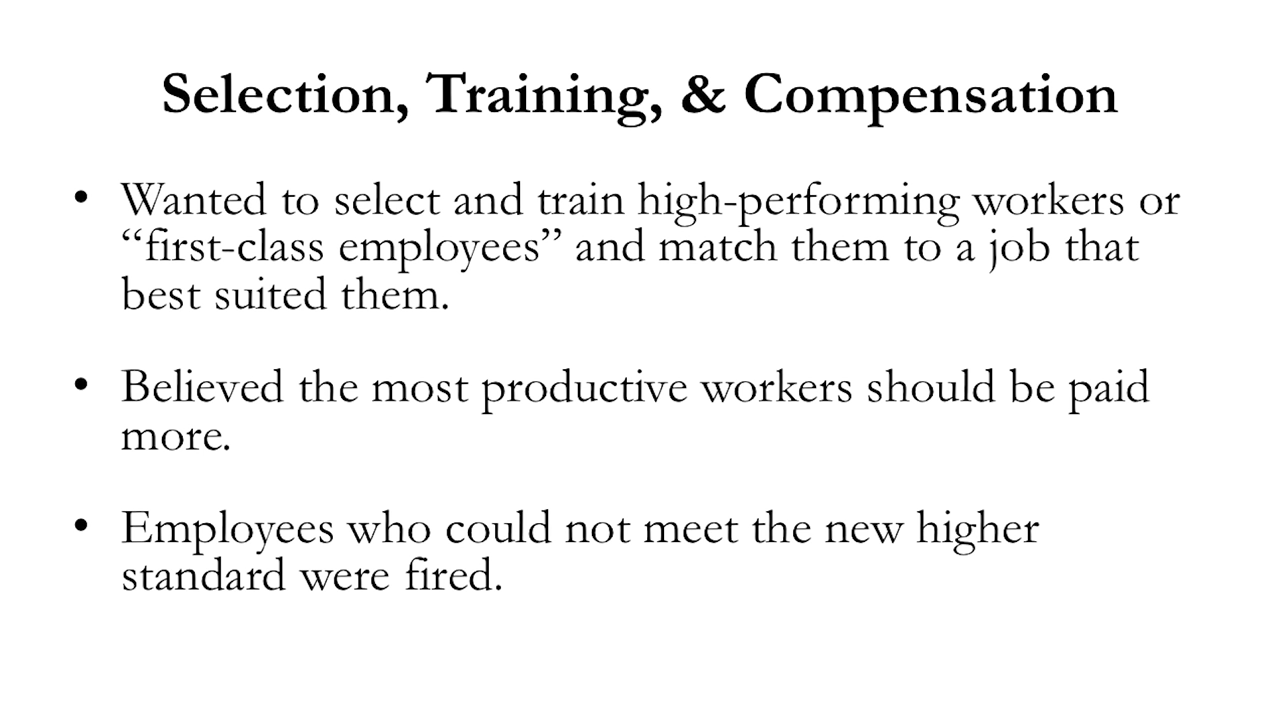 Selection, Training, & Compensation
• Wanted to select and train high-performing workers or
“first-class employees” and match them to a job that
best suited them.
• Believed the most productive workers should be paid
more.
• Employees who could not meet the new higher
standard were fired.